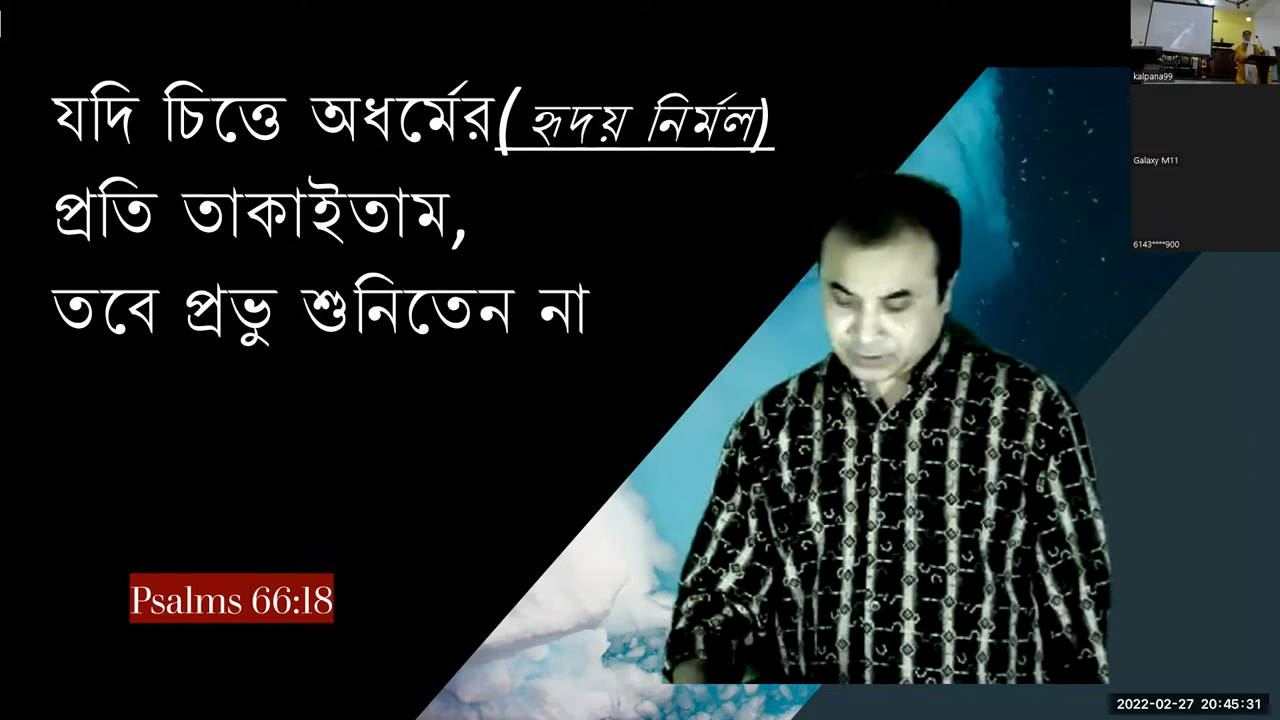 যদি চিত্তে অধর্মের( হৃদয় নির্মল)
প্রতি তাকাইতাম,
তবে প্রভু শুনিতেন না
Psalms 66:18
kalpana99
Galaxy M11
6143****900
2022-02-27 20:45:31